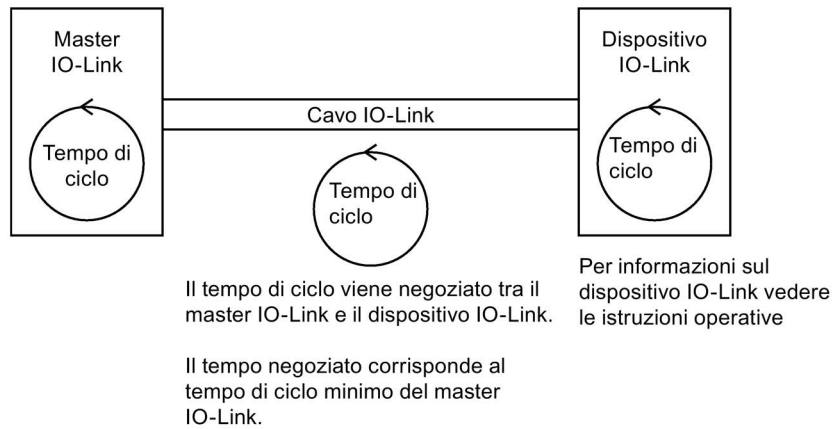 Master
IO-Link
Tempo di
ciclo
Cavo IO-Link
Tempo di
ciclo
Dispositivo
IO-Link
Tempo di
ciclo
Il tempo di ciclo viene negoziato tra il
master IO-Link e il dispositivo IO-Link.
Il tempo negoziato corrisponde al
tempo di ciclo minimo del master
IO-Link.
Per informazioni sul
dispositivo IO-Link vedere
le istruzioni operative